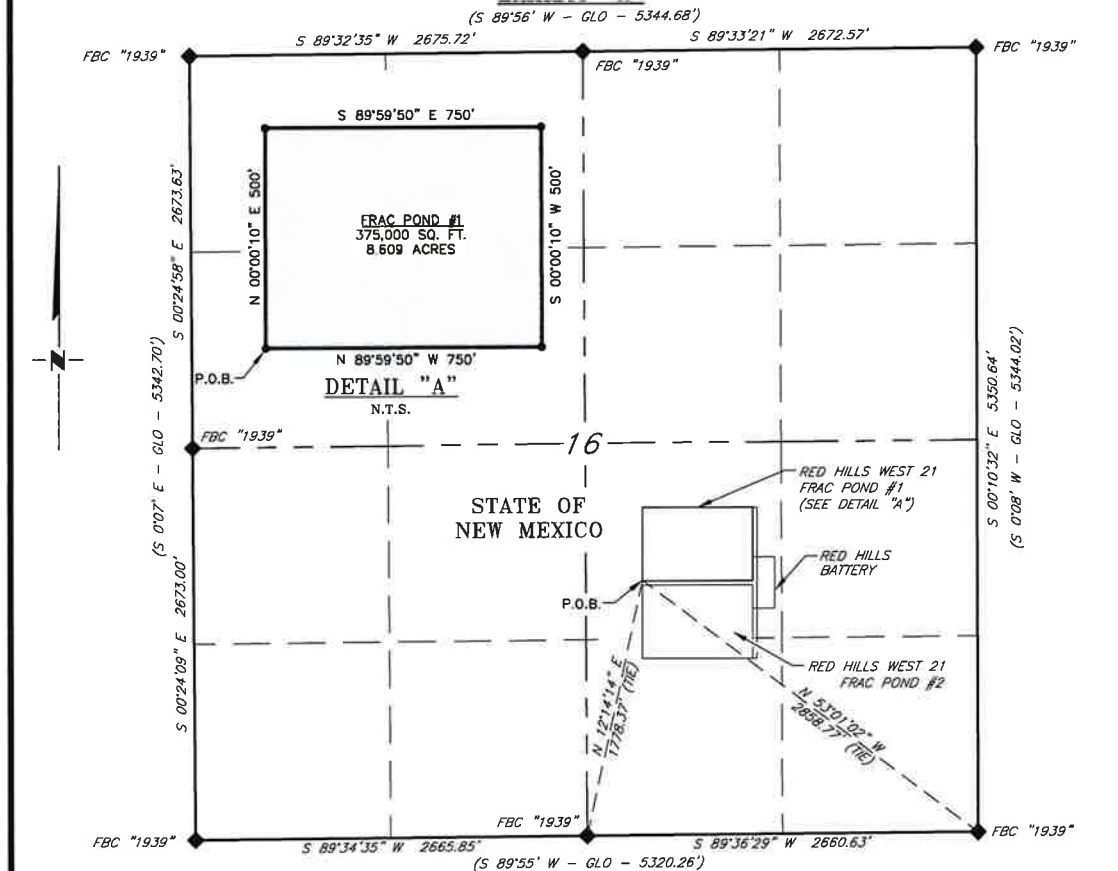 (S 89°56' W - GLO - 5344.68')
S 89°32'35" W 2675.72'
S 89°33'21" W 2672.57'
FBC "1939"
FBC "1939"
FBC "1939"
S 89°59'50" E 750'
N 00°00'10" E 500'
S 00°00'10" W 500'
FRAC POND #1
375,000 SQ. FT.
8.609 ACRES
N 89°59'50" W 750'
P.O.B.
DETAIL "A"
N.T.S.
N
S 00°24'58" E 2673.63'
(S 0°07' E - GLO - 5342.70')
FBC "1939"
S 00°24'09" E 2673.00'
16
STATE OF
NEW MEXICO
RED HILLS WEST 21
FRAC POND #1
(SEE DETAIL "A")
RED HILLS
BATTERY
P.O.B.
RED HILLS WEST 21
FRAC POND #2
N 12°14'14" E
1778.37' (TIE)
N 53°01'02" W
2858.77' (TIE)
S 00°10'32" E 5350.64'
(S 0°08' W - GLO - 5344.02')
FBC "1939"
FBC "1939"
FBC "1939"
S 89°34'35" W 2665.85'
S 89°36'29" W 2660.63'
(S 89°55' W - GLO - 5320.26')